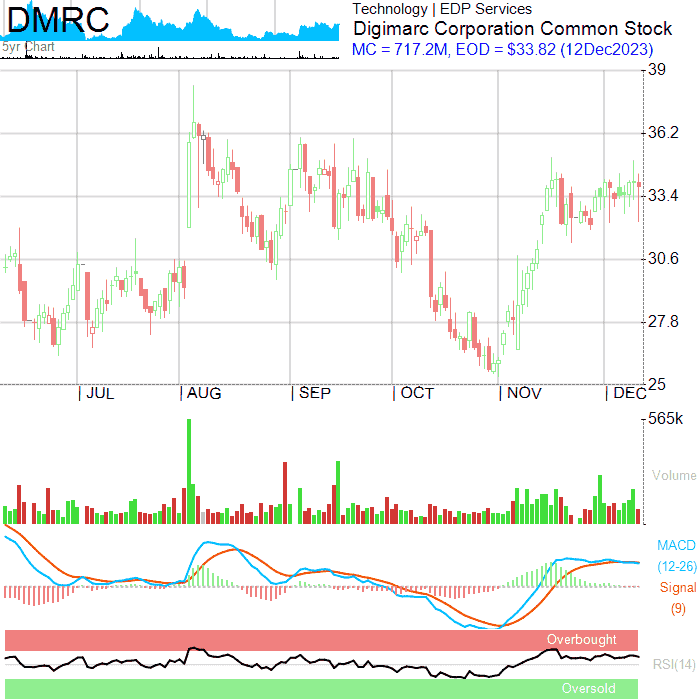 DMRC
5yr Chart
Technology | EDP Services
Digimarc Corporation Common Stock
MC = 717.2M, EOD = $33.82 (12Dec2023)
39
36.2
33.4
30.6
27.8
25
| JUL | AUG | SEP | OCT | NOV | DEC
565k
Volume
MACD
(12-26)
Signal
(9)
Overbought
RSI(14)
Oversold